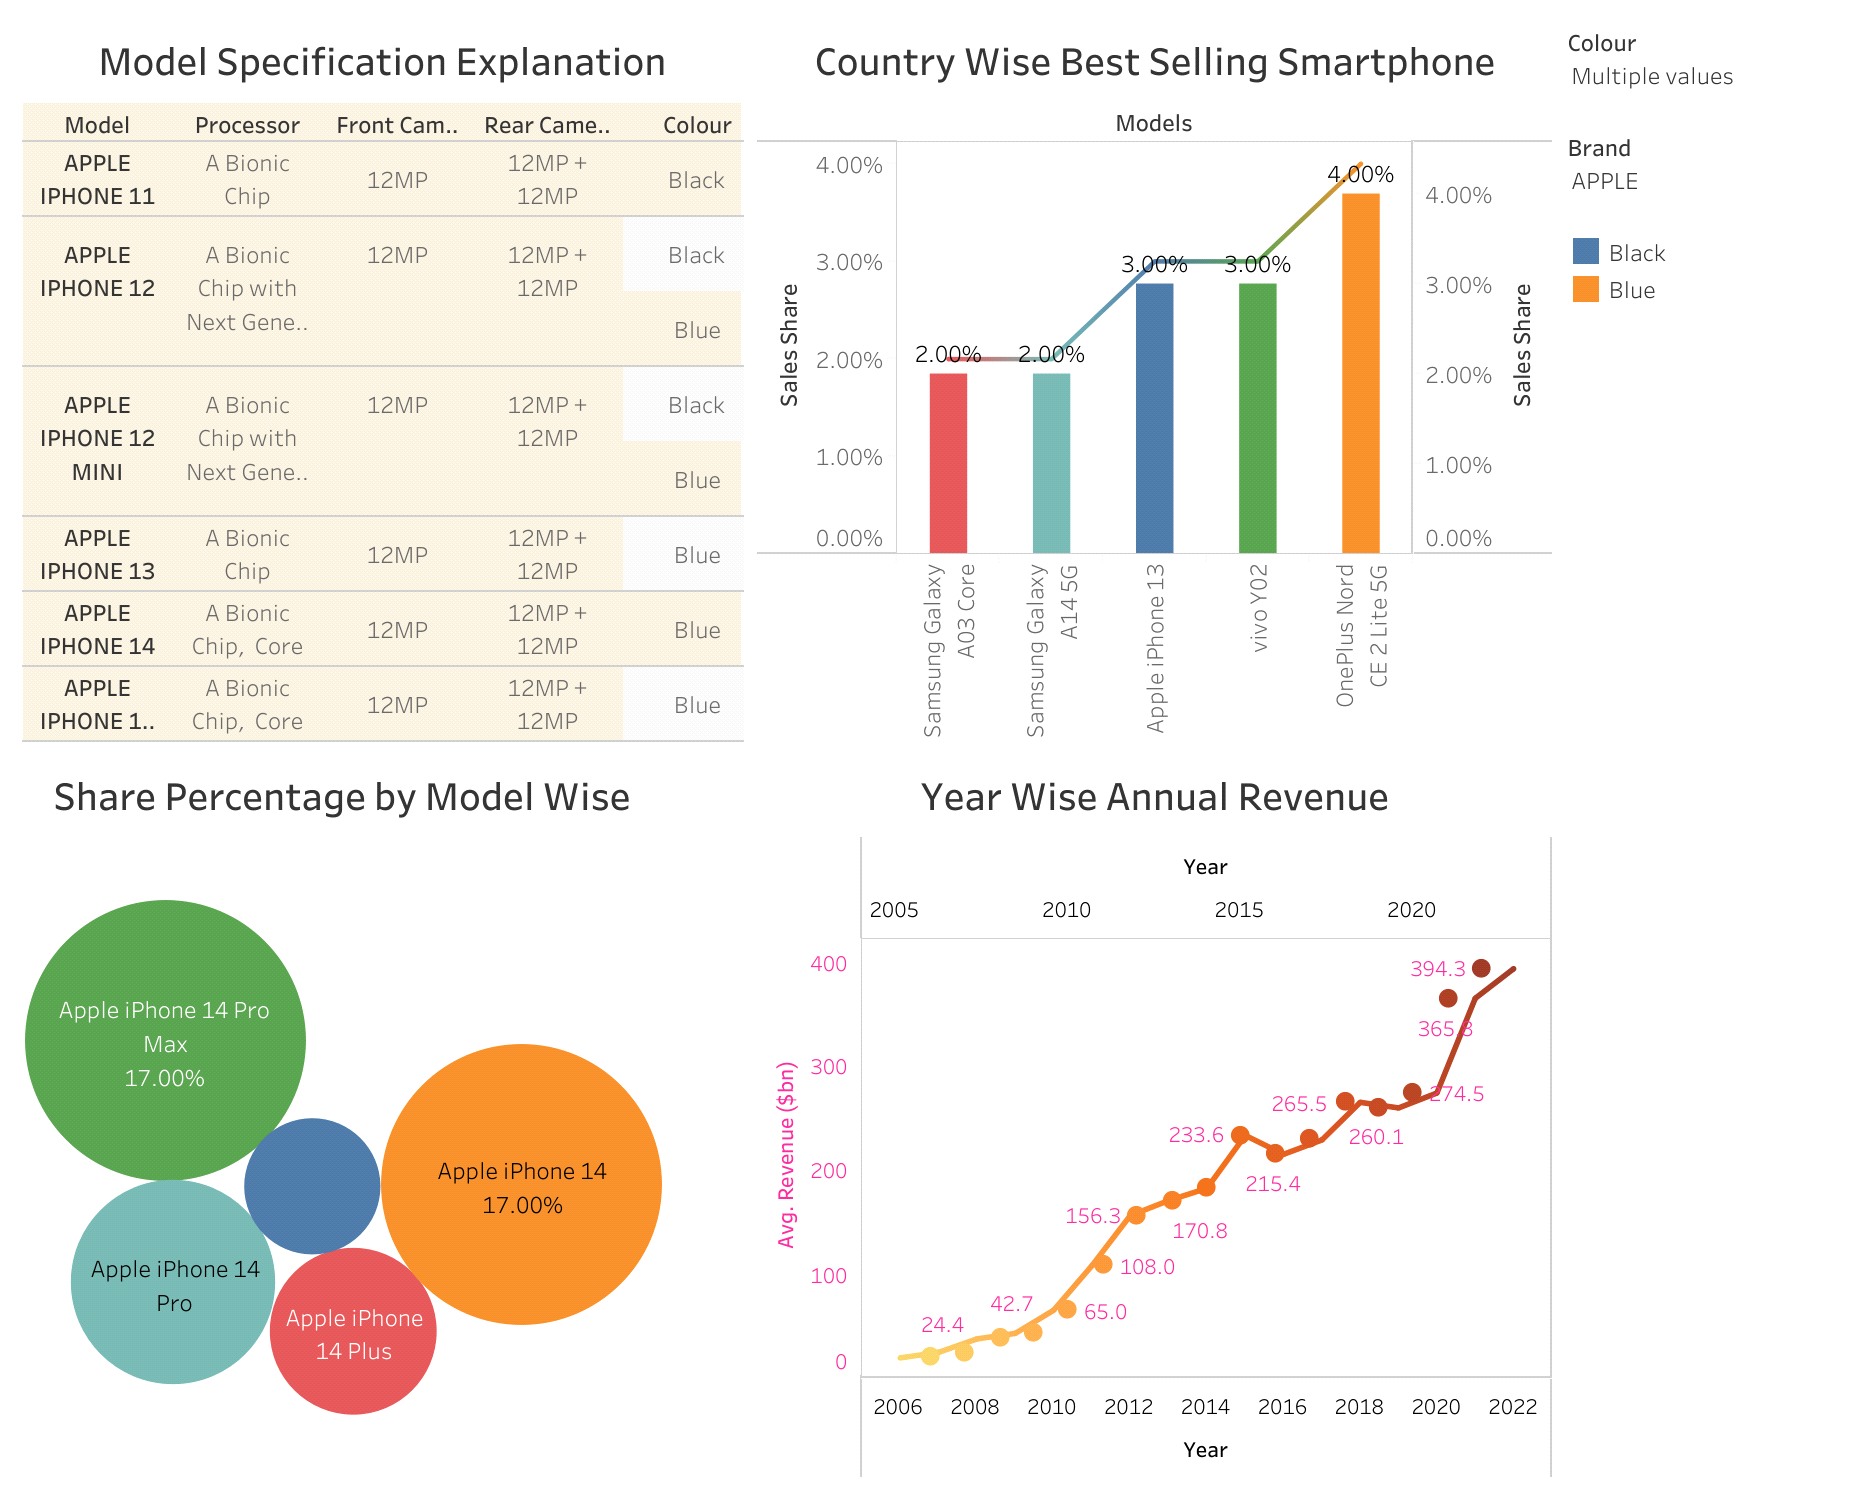 Model Specification Explanation
Model Processor Front Cam.. Rear Came.. Colour
APPLE IPHONE 11 A Bionic Chip 12MP 12MP + 12MP Black
APPLE IPHONE 12 A Bionic Chip with Next Gene.. 12MP 12MP + 12MP Black
Blue
APPLE IPHONE 12 MINI A Bionic Chip with Next Gene.. 12MP 12MP + 12MP Black
Blue
APPLE IPHONE 13 A Bionic Chip 12MP 12MP + 12MP Blue
APPLE IPHONE 14 A Bionic Chip, Core 12MP 12MP + 12MP Blue
APPLE IPHONE 1.. A Bionic Chip, Core 12MP 12MP + 12MP Blue
Country Wise Best Selling Smartphone
Models
Sales Share
4.00%
3.00%
2.00%
1.00%
0.00%
2.00% 2.00% 3.00% 3.00% 4.00%
4.00%
3.00%
2.00%
1.00%
0.00%
Sales Share
Samsung Galaxy
A03 Core
Samsung Galaxy
A14 5G
Apple iPhone 13
vivo Y02
OnePlus Nord
CE 2 Lite 5G
Colour
Multiple values
Brand
APPLE
Black
Blue
Share Percentage by Model Wise
Apple iPhone 14 Pro
Max
17.00%
Apple iPhone 14
17.00%
Apple iPhone 14
Pro
Apple iPhone
14 Plus
Year Wise Annual Revenue
Year
2005 2010 2015 2020
Avg. Revenue ($bn)
400
300
200
100
0
394.3
365.8
274.5
265.5
260.1
233.6
215.4
156.3
170.8
108.0
42.7
65.0
24.4
2006 2008 2010 2012 2014 2016 2018 2020 2022
Year